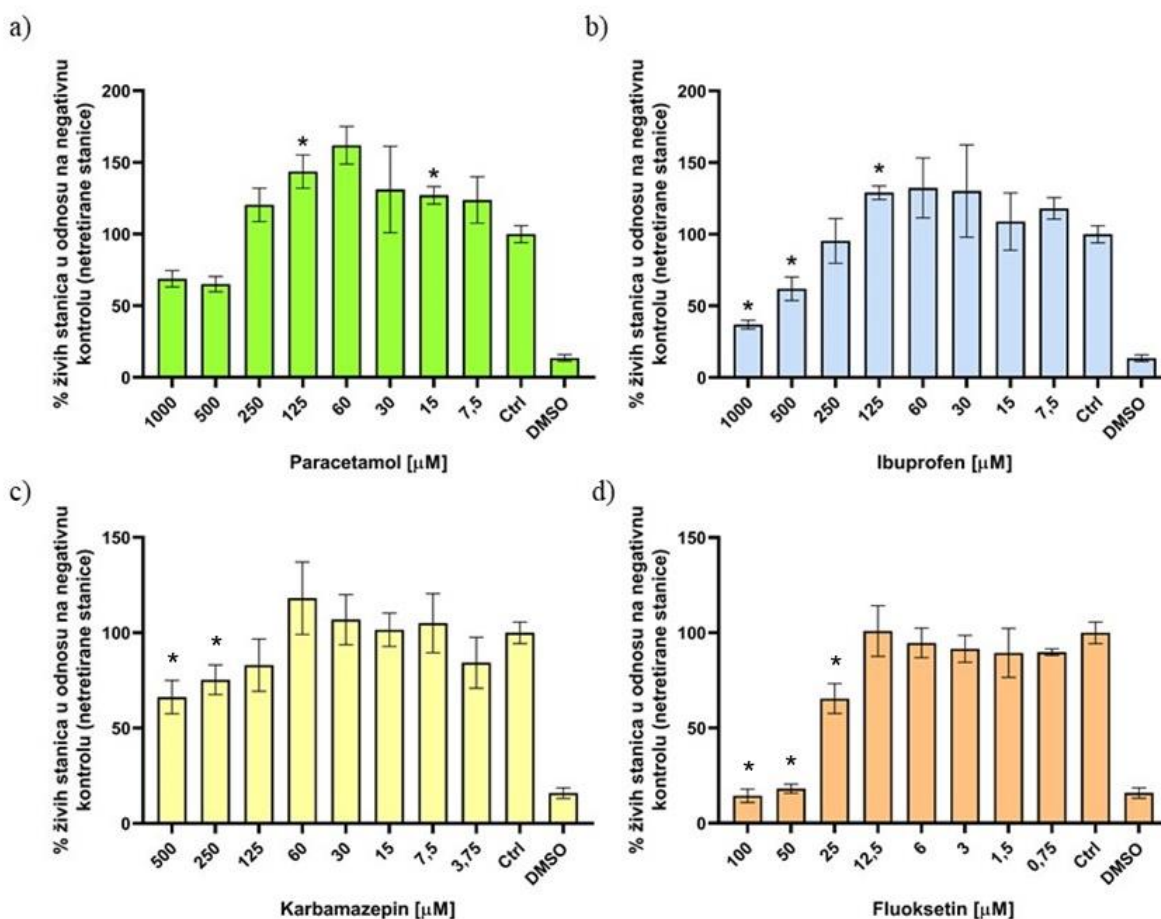 a)
% živih stanica u odnosu na negativnu
kontrolu (netretirane stanice)
200
150
100
50
0
*
*
1000 500 250 125 60 30 15 7,5 Ctrl DMSO
Paracetamol [µM]
b)
% živih stanica u odnosu na negativnu
kontrolu (netretirane stanice)
200
150
100
50
0
*
*
*
1000 500 250 125 60 30 15 7,5 Ctrl DMSO
Ibuprofen [µM]
c)
% živih stanica u odnosu na negativnu
kontrolu (netretirane stanice)
150
100
50
0
*
*
500 250 125 60 30 15 7,5 3,75 Ctrl DMSO
Karbamazepin [µM]
d)
% živih stanica u odnosu na negativnu
kontrolu (netretirane stanice)
150
100
50
0
*
*
*
100 50 25 12,5 6 3 1,5 0,75 Ctrl DMSO
Fluoksetin [µM]